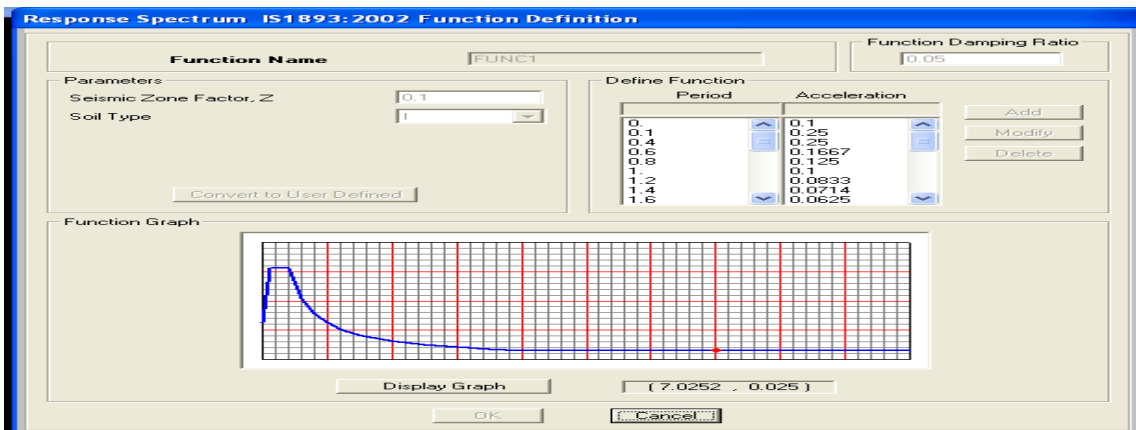 Response Spectrum IS1893:2002 Function Definition
Function Name
FUNC1
Function Damping Ratio
0.05
Parameters
Seismic Zone Factor, Z
0.1
Soil Type
I
Convert to User Defined
Define Function
Period Acceleration
0. 0.1
0.1 0.25
0.4 0.25
0.6 0.1667
0.8 0.125
1. 0.1
1.2 0.0833
1.4 0.0714
1.6 0.0625
Add
Modify
Delete
Function Graph
Display Graph
(7.0252 , 0.025)
OK
Cancel